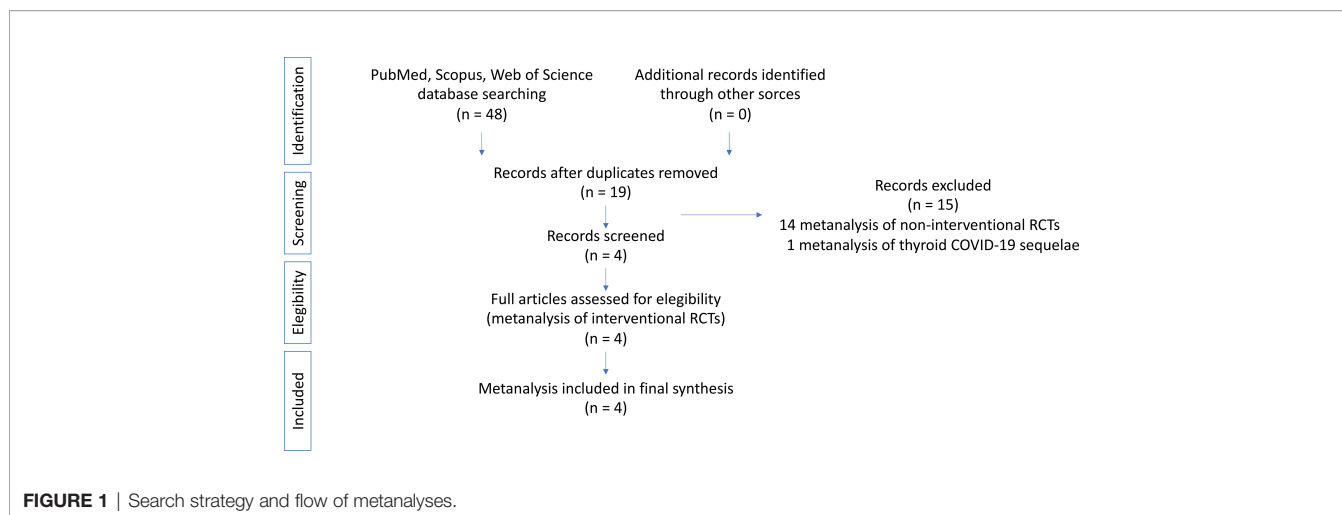 Identification
PubMed, Scopus, Web of Science
database searching
(n = 48)
Additional records identified
through other sorces
(n = 0)
Screening
Records after duplicates removed
(n = 19)
Records excluded
(n = 15)
14 metanalysis of non-interventional RCTs
1 metanalysis of thyroid COVID-19 sequelae
Records screened
(n = 4)
Elegibility
Full articles assessed for elegibility
(metanalysis of interventional RCTs)
(n = 4)
Included
Metanalysis included in final synthesis
(n = 4)
FIGURE 1 | Search strategy and flow of metanalyses.